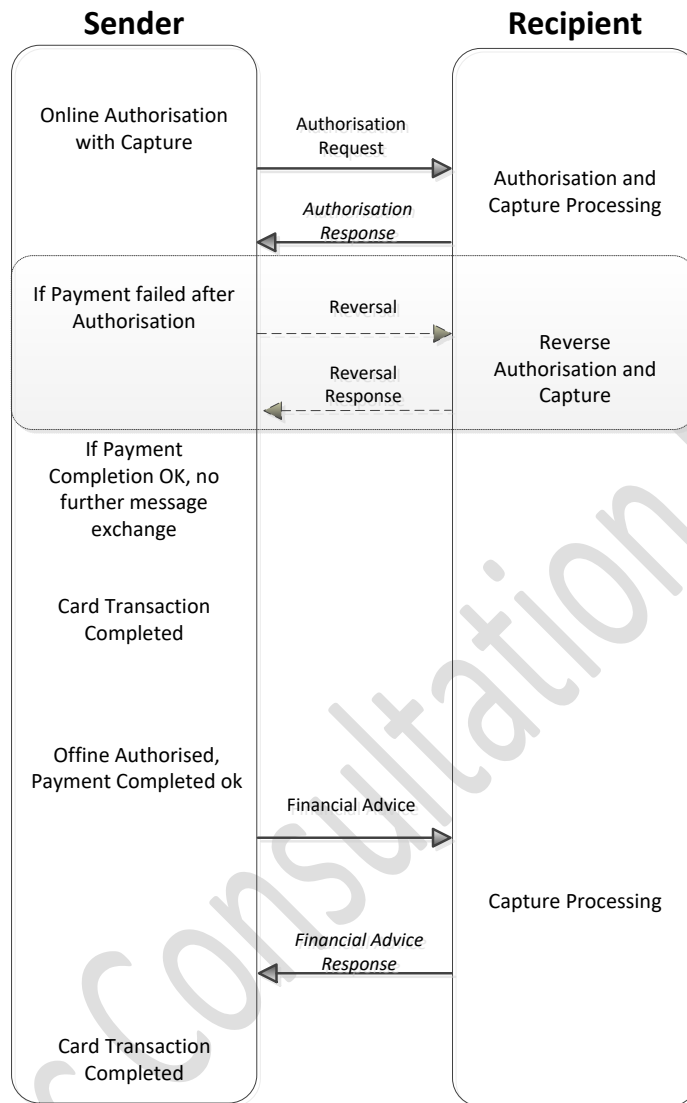 Sender
Recipient
Online Authorisation
with Capture
Authorisation
Request
Authorisation and
Capture Processing
Authorisation
Response
If Payment failed after
Authorisation
Reversal
Reverse
Authorisation and
Capture
Reversal
Response
If Payment
Completion OK, no
further message
exchange
Card Transaction
Completed
Offine Authorised,
Payment Completed ok
Financial Advice
Capture Processing
Financial Advice
Response
Card Transaction
Completed
Consultation